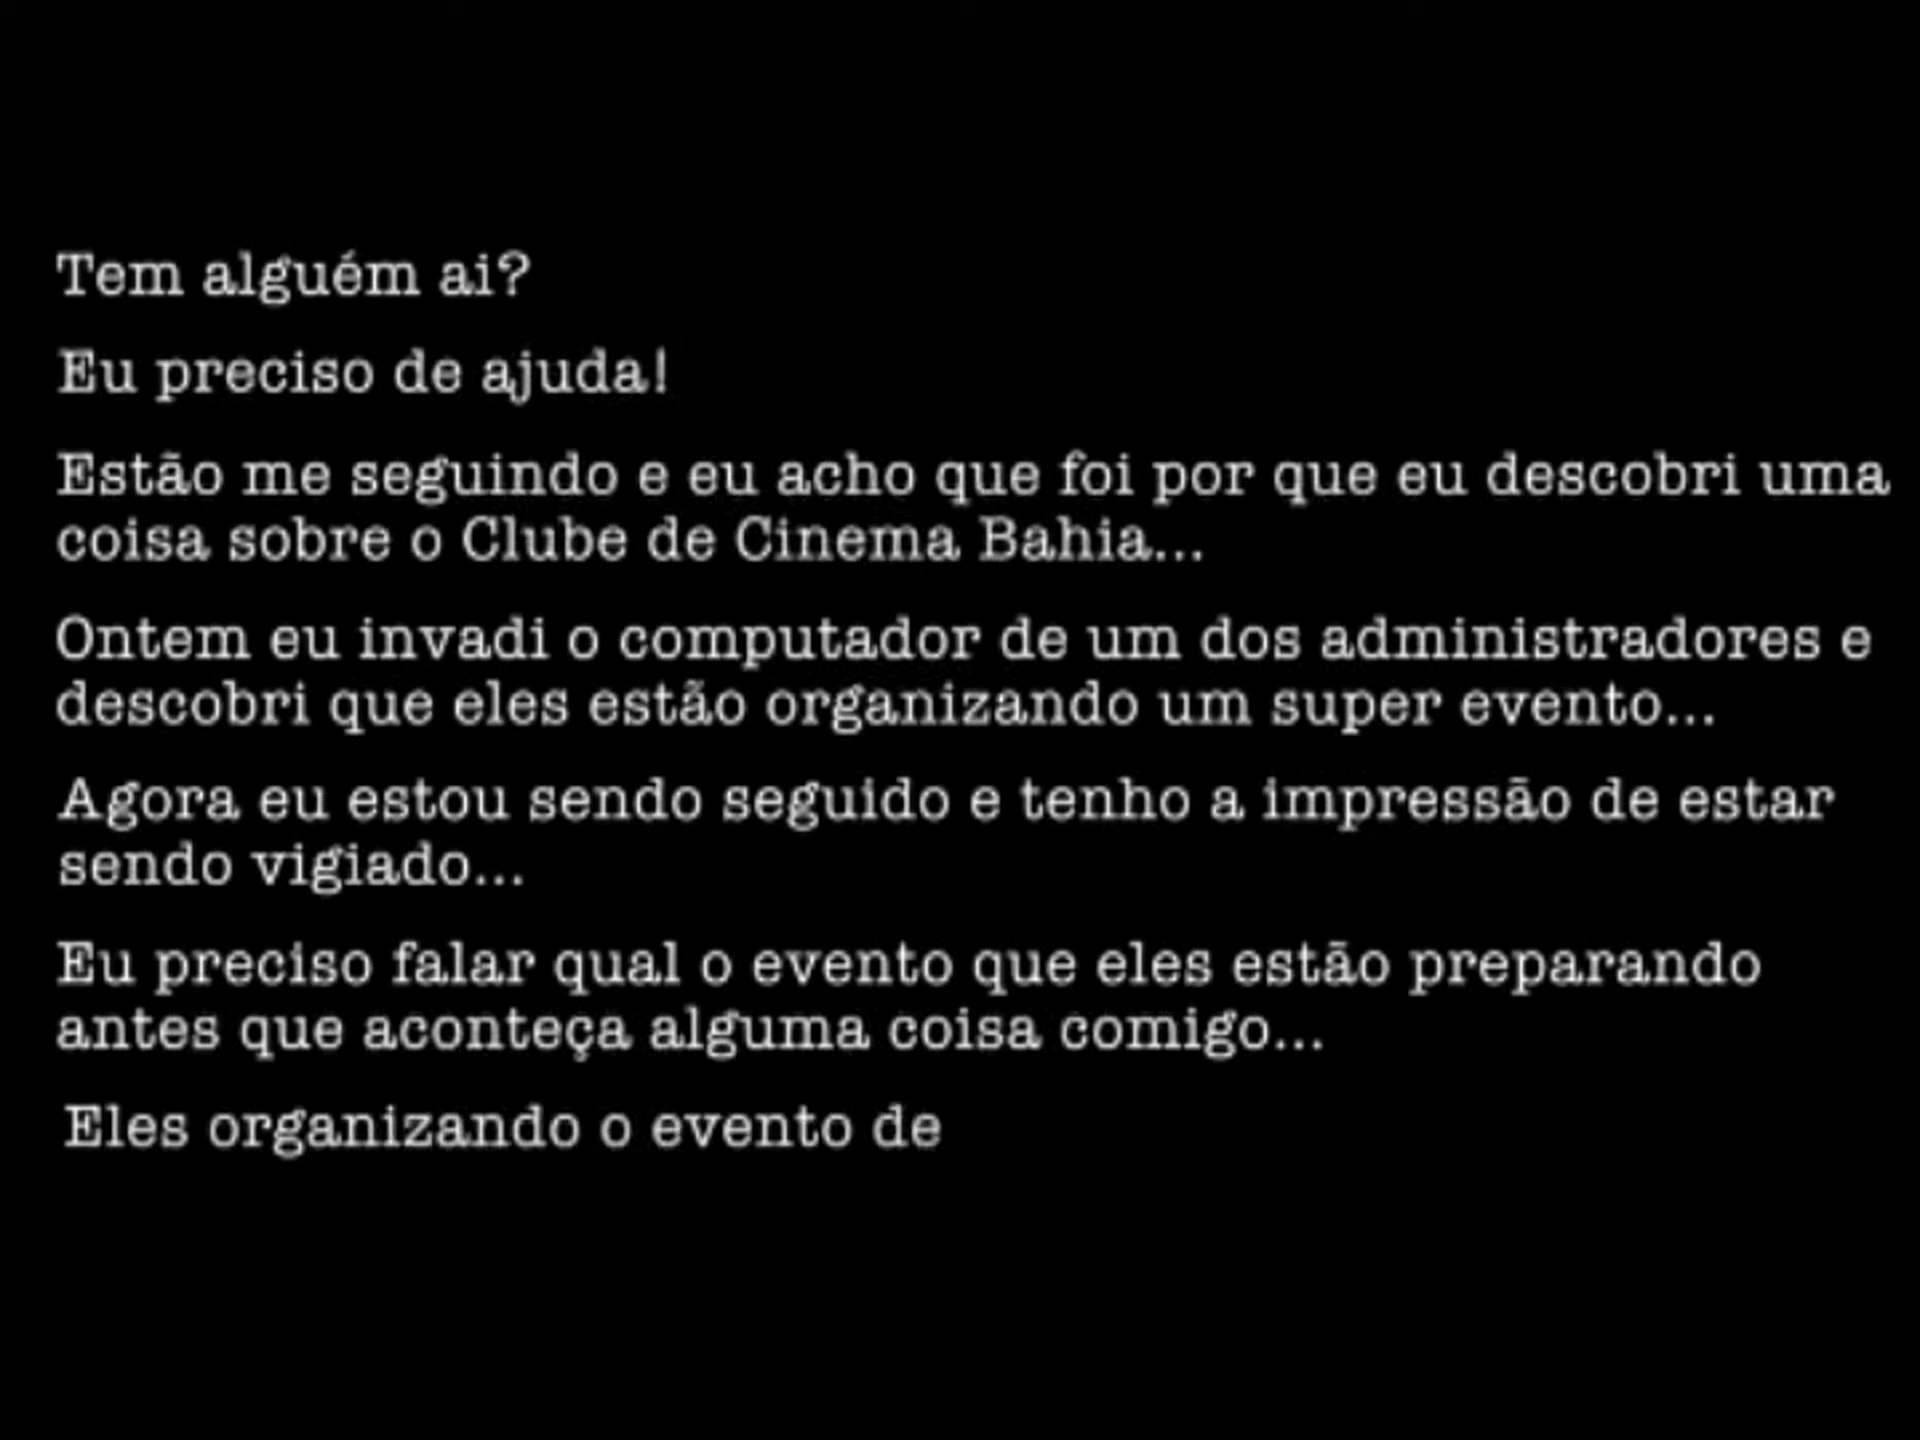 Tem alguém ai?
Eu preciso de ajuda!
Estão me seguindo e eu acho que foi por que eu descobri uma
coisa sobre o Clube de Cinema Bahia...
Ontem eu invadi o computador de um dos administradores e
descobri que eles estão organizando um super evento...
Agora eu estou sendo seguido e tenho a impressão de estar
sendo vigiado...
Eu preciso falar qual o evento que eles estão preparando
antes que aconteça alguma coisa comigo...
Eles organizando o evento de